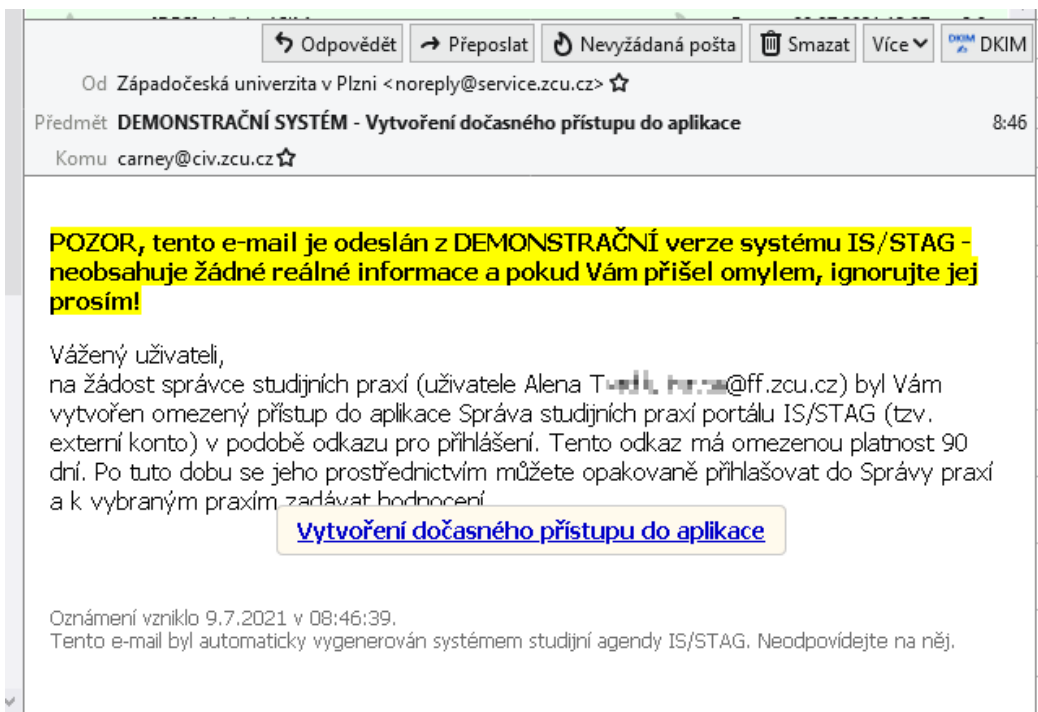 Odpovědět Přeposlat Nevyžádaná pošta Smazat Více DKIM DKIM
Od Západočeská univerzita v Plzni <noreply@service.zcu.cz>
Předmět DEMONSTRAČNÍ SYSTÉM - Vytvoření dočasného přístupu do aplikace 8:46
Komu carney@civ.zcu.cz
POZOR, tento e-mail je odeslán z DEMONSTRAČNÍ verze systému IS/STAG -
neobsahuje žádné reálné informace a pokud Vám přišel omylem, ignorujte jej
prosím!
Vážený uživateli,
na žádost správce studijních praxí (uživatele Alena @ff.zcu.cz) byl Vám
vytvořen omezený přístup do aplikace Správa studijních praxí portálu IS/STAG (tzv.
externí konto) v podobě odkazu pro přihlášení. Tento odkaz má omezenou platnost 90
dní. Po tuto dobu se jeho prostřednictvím můžete opakovaně přihlašovat do Správy praxí
a k vybraným praxím zadávat hodnocení
Vytvoření dočasného přístupu do aplikace
Oznámení vzniklo 9.7.2021 v 08:46:39.
Tento e-mail byl automaticky vygenerován systémem studijní agendy IS/STAG. Neodpovídejte na něj.